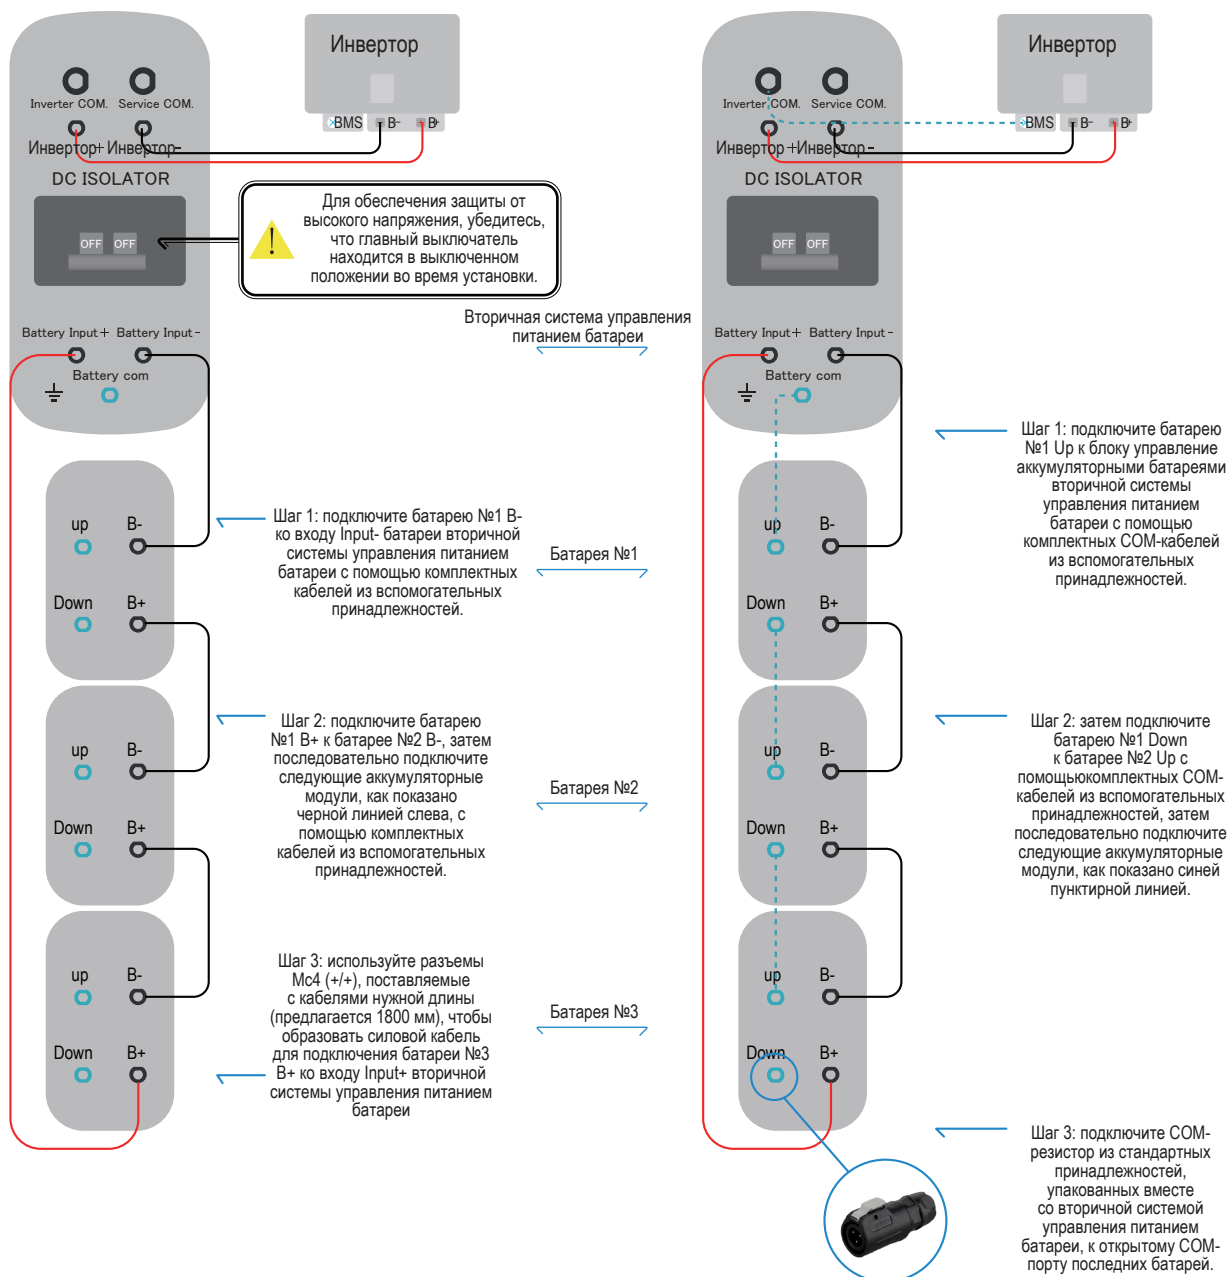 Инвертор
Inverter COM. Service COM.
×BMS B- B+
Инвертор+ Инвертор-
DC ISOLATOR
OFF OFF
Для обеспечения защиты от
высокого напряжения, убедитесь,
что главный выключатель
находится в выключенном
положении во время установки.
Battery Input+ Battery Input-
Battery com
up B-
Down B+
up B-
Down B+
up B-
Down B+
Шаг 1: подключите батарею №1 B-
ко входу Input- батареи вторичной
системы управления питанием
батареи с помощью комплектных
кабелей из вспомогательных
принадлежностей.
Шаг 2: подключите батарею
№1 B+ к батарее №2 B-, затем
последовательно подключите
следующие аккумуляторные
модули, как показано
черной линией слева, с
помощью комплектных
кабелей из вспомогательных
принадлежностей.
Шаг 3: используйте разъемы
Mc4 (+/+), поставляемые
с кабелями нужной длины
(предлагается 1800 мм), чтобы
образовать силовой кабель
для подключения батареи №3
B+ ко входу Input+ вторичной
системы управления питанием
батареи
Вторичная система управления
питанием батареи
Батарея №1
Батарея №2
Батарея №3
Инвертор
Inverter COM. Service COM.
BMS B- B+
Инвертор +Инвертор -
DC ISOLATOR
OFF OFF
Battery Input+ Battery Input-
Battery com
up B-
Down B+
up B-
Down B+
up B-
Down B+
Шаг 1: подключите батарею
№1 Up к блоку управление
аккумуляторными батареями
вторичной системы
управления питанием
батареи с помощью
комплектных COM-кабелей
из вспомогательных
принадлежностей.
Шаг 2: затем подключите
батарею №1 Down
к батарее №2 Up с
помощьюкомплектных COM-
кабелей из вспомогательных
принадлежностей, затем
последовательно подключите
следующие аккумуляторные
модули, как показано синей
пунктирной линией.
Шаг 3: подключите COM-
резистор из стандартных
принадлежностей,
упакованных вместе
со вторичной системой
управления питанием
батареи, к открытому COM-
порту последних батарей.